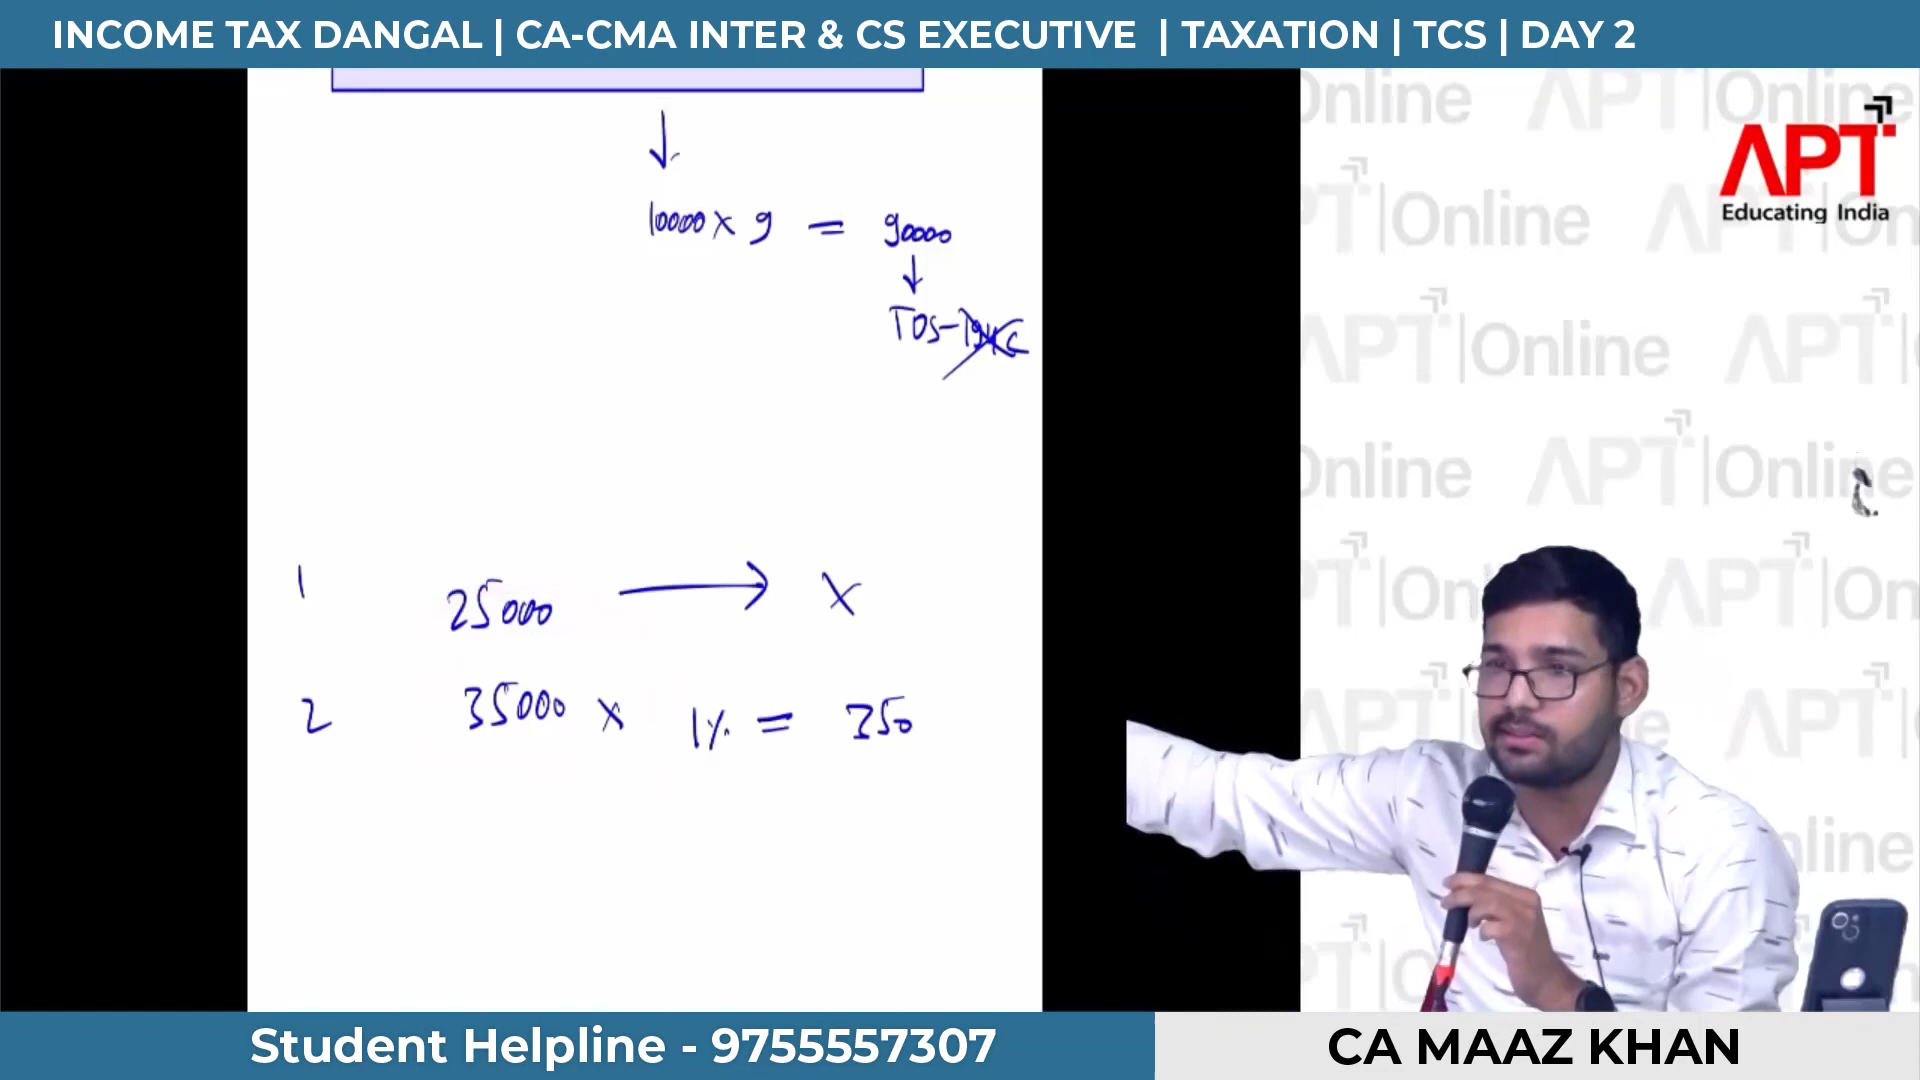 INCOME TAX DANGAL | CA-CMA INTER & CS EXECUTIVE | TAXATION | TCS | DAY 2
APT
Educating India
10000 x 9 = 90000
TDS-194C
1 25000 → X
2 35000 x 1% = 350
APT|Online
Student Helpline - 9755557307
CA MAAZ KHAN